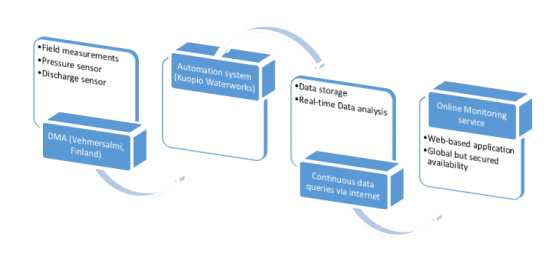 •Field measurements
•Pressure sensor
•Discharge sensor
DMA (Vehmersalmi,
Finland)
Automation system
(Kuopio Waterworks)
•Data storage
•Real-time Data analysis
Continuous data
queries via internet
Online Monitoring
service
•Web-based application
•Global but secured
availability